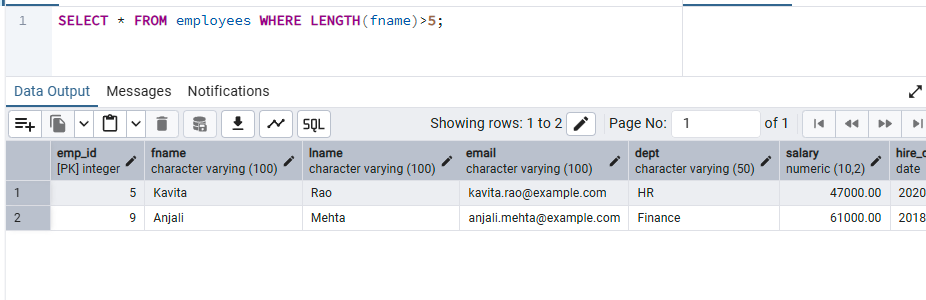 1 SELECT * FROM employees WHERE LENGTH(fname)>5;
Data Output Messages Notifications
SQL Showing rows: 1 to 2 Page No: 1 of 1
emp_id fname lname email dept salary hire_d
[PK] integer character varying (100) character varying (100) character varying (100) character varying (50) numeric (10,2) date
1 5 Kavita Rao kavita.rao@example.com HR 47000.00 2020
2 9 Anjali Mehta anjali.mehta@example.com Finance 61000.00 2018